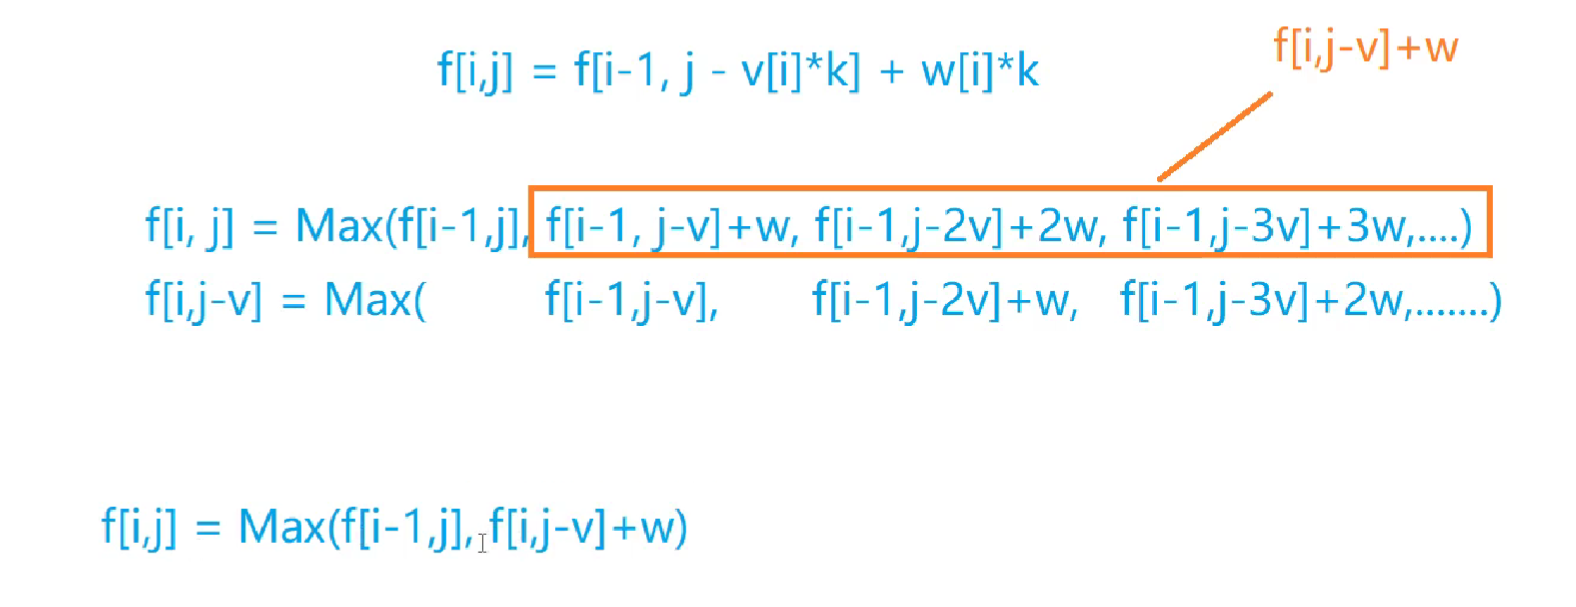 f[i,j-v]+w
f[i,j] = f[i-1, j - v[i]*k] + w[i]*k
f[i, j] = Max(f[i-1,j], f[i-1, j-v]+w, f[i-1,j-2v]+2w, f[i-1,j-3v]+3w,....)
f[i,j-v] = Max( f[i-1,j-v], f[i-1,j-2v]+w, f[i-1,j-3v]+2w,.......)
f[i,j] = Max(f[i-1,j], f[i,j-v]+w)